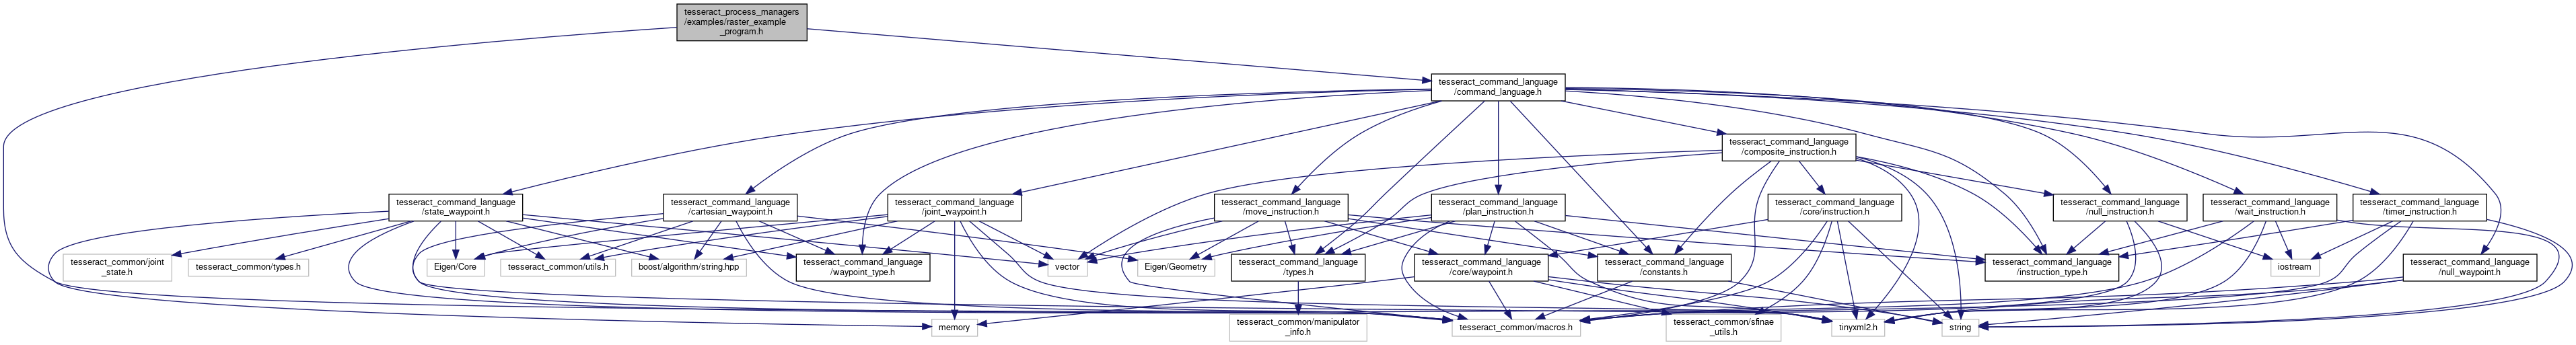 tesseract_process_managers
/examples/raster_example
_program.h
tesseract_command_language
/command_language.h
tesseract_command_language
/composite_instruction.h
tesseract_command_language
/state_waypoint.h
tesseract_command_language
/cartesian_waypoint.h
tesseract_command_language
/joint_waypoint.h
tesseract_command_language
/move_instruction.h
tesseract_command_language
/plan_instruction.h
tesseract_command_language
/core/instruction.h
tesseract_command_language
/null_instruction.h
tesseract_command_language
/wait_instruction.h
tesseract_command_language
/timer_instruction.h
tesseract_common/joint
_state.h
tesseract_common/types.h
Eigen/Core
tesseract_common/utils.h
boost/algorithm/string.hpp
tesseract_command_language
/waypoint_type.h
vector
Eigen/Geometry
tesseract_command_language
/types.h
tesseract_command_language
/core/waypoint.h
tesseract_command_language
/constants.h
tesseract_command_language
/instruction_type.h
iostream
tesseract_command_language
/null_waypoint.h
memory
tesseract_common/manipulator
_info.h
tesseract_common/macros.h
tesseract_common/sfinae
_utils.h
tinyxml2.h
string